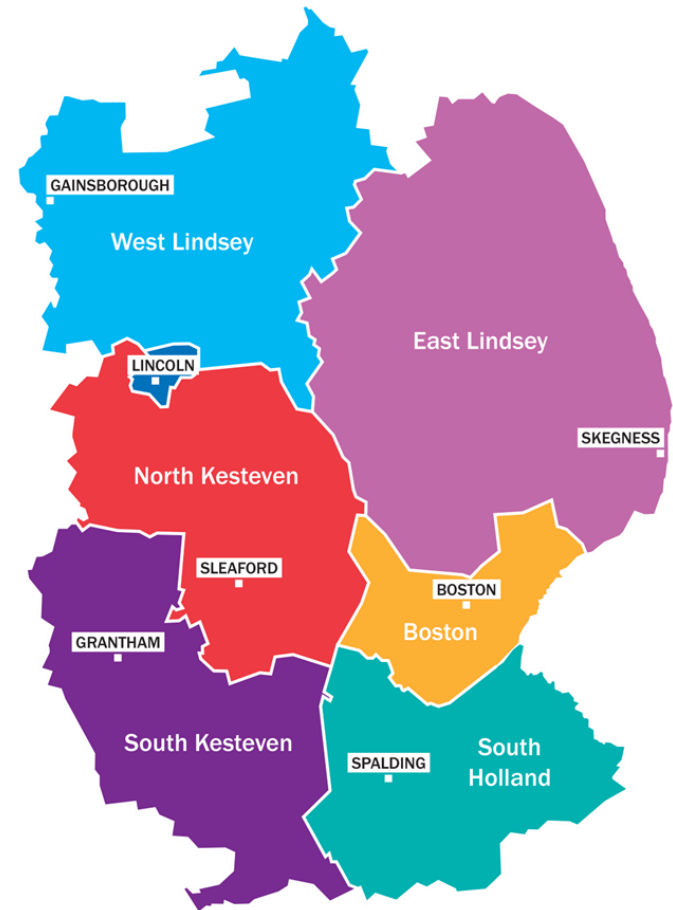 GAINSBOROUGH
West Lindsey
East Lindsey
LINCOLN
SKEGNESS
North Kesteven
SLEAFORD
BOSTON
Boston
GRANTHAM
South Kesteven
SPALDING
South
Holland